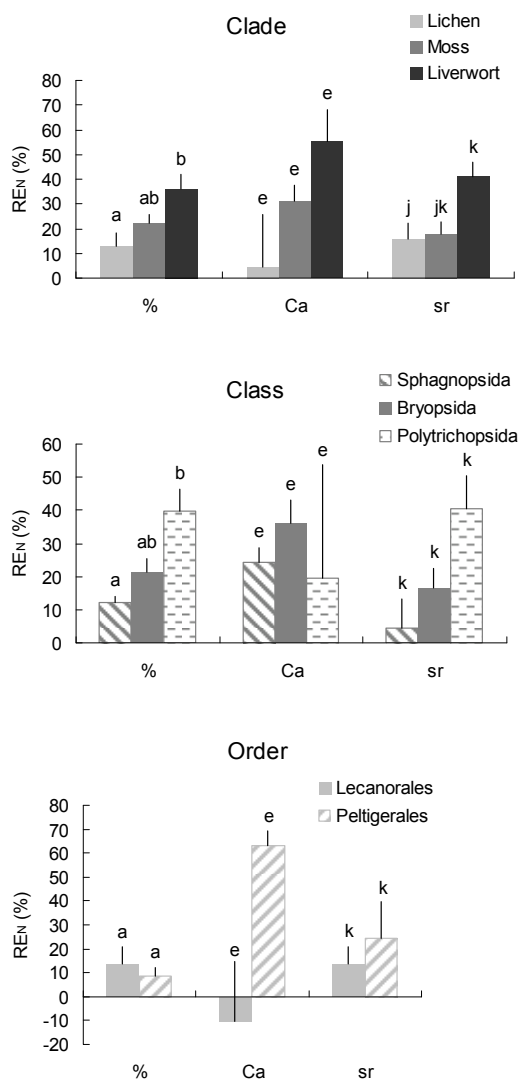 Clade
Lichen
Moss
Liverwort
80
70
60
50
40
30
20
10
0
REN (%)
a
ab
b
e
e
e
j
jk
k
%
Ca
sr
Class
Sphagnopsida
Bryopsida
Polytrichopsida
60
50
40
30
20
10
0
REN (%)
a
ab
b
e
e
e
k
k
k
%
Ca
sr
Order
Lecanorales
Peltigerales
80
70
60
50
40
30
20
10
0
-10
-20
REN (%)
a
a
e
e
k
k
%
Ca
sr